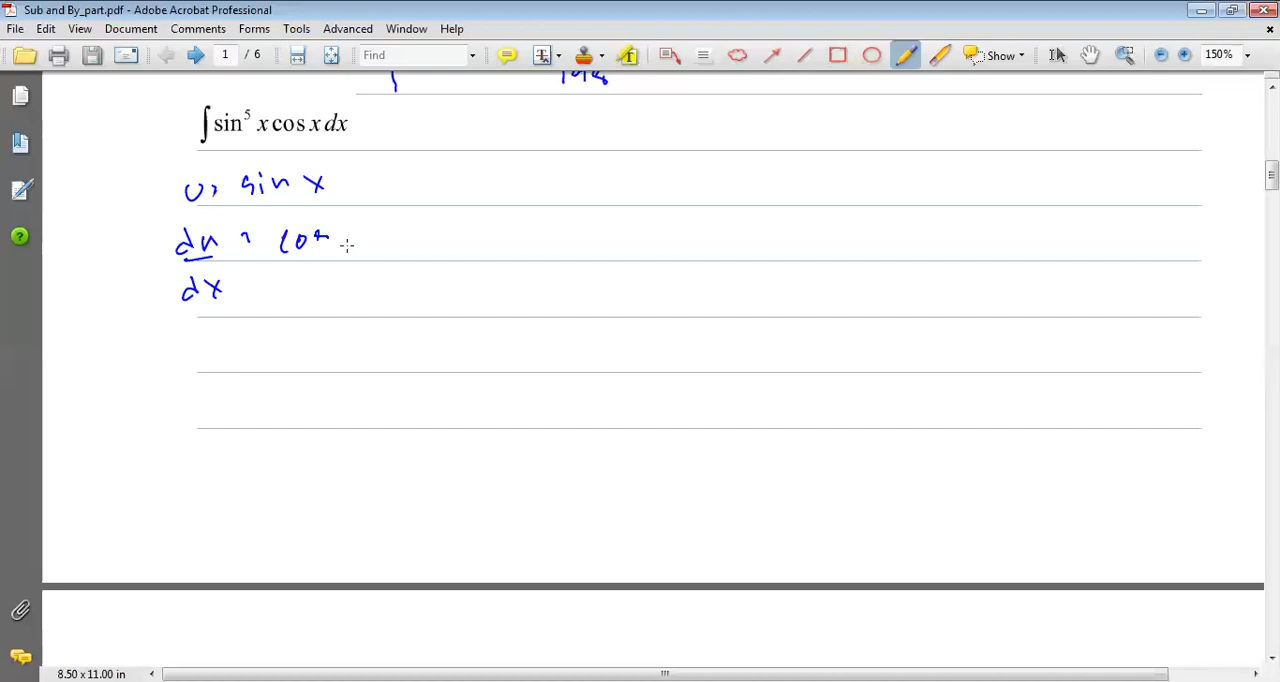 Sub and By_part.pdf - Adobe Acrobat Professional
File Edit View Document Comments Forms Tools Advanced Window Help
1 / 6 Find Show 150%
∫ sin⁵ x cos x dx
u = sin x
du = cos
dx
8.50 x 11.00 in